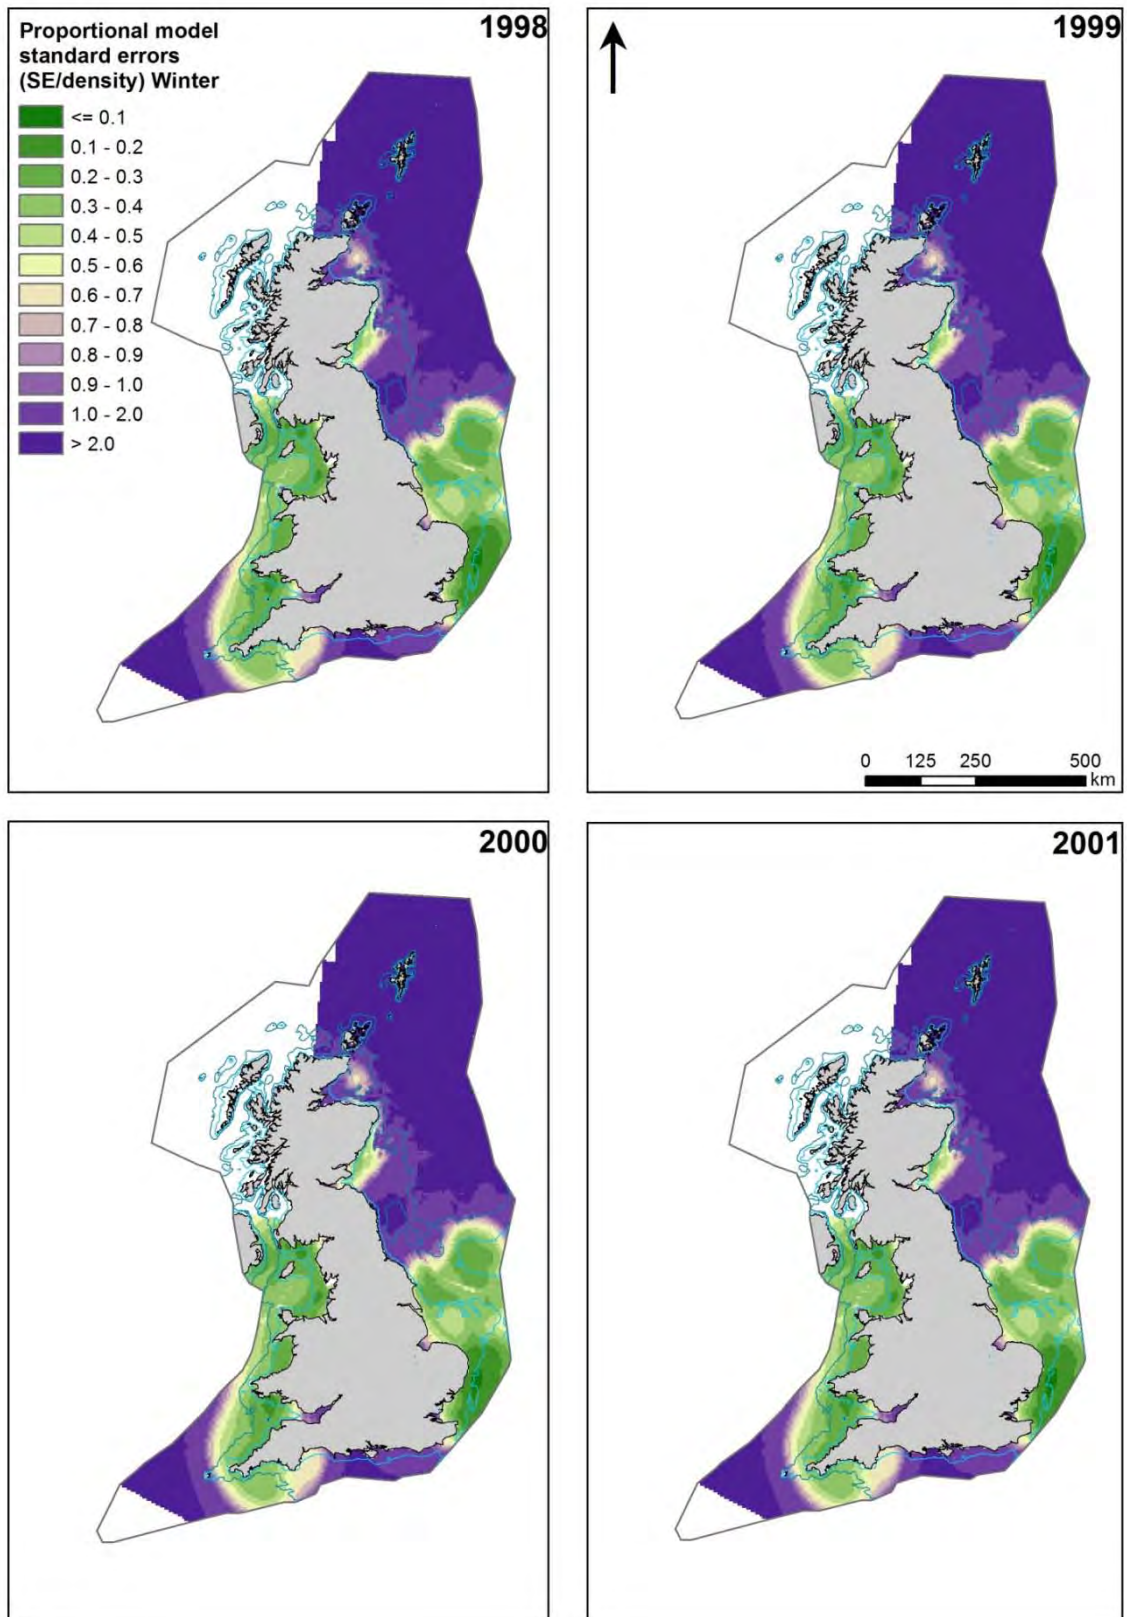 Proportional model
standard errors
(SE/density) Winter
<= 0.1
0.1 - 0.2
0.2 - 0.3
0.3 - 0.4
0.4 - 0.5
0.5 - 0.6
0.6 - 0.7
0.7 - 0.8
0.8 - 0.9
0.9 - 1.0
1.0 - 2.0
> 2.0
1998
1999
0 125 250 500
km
2000
2001